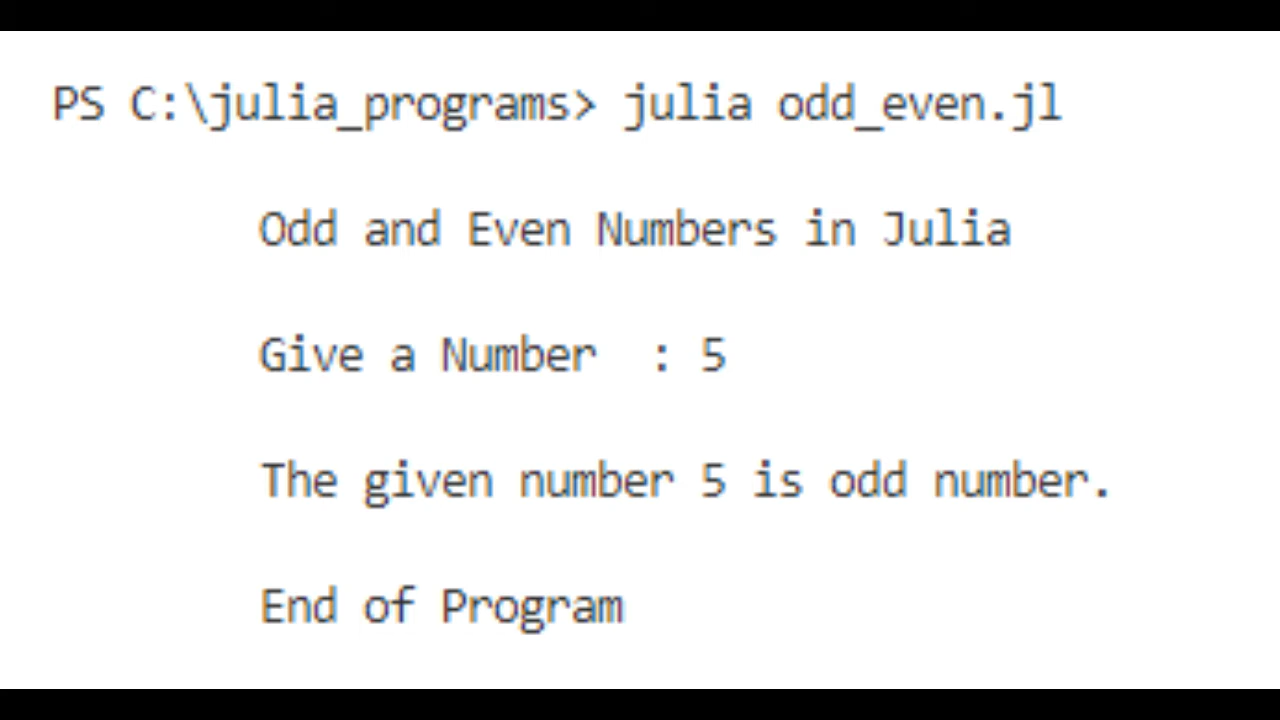 PS C:\julia_programs> julia odd_even.jl
Odd and Even Numbers in Julia
Give a Number  : 5
The given number 5 is odd number.
End of Program